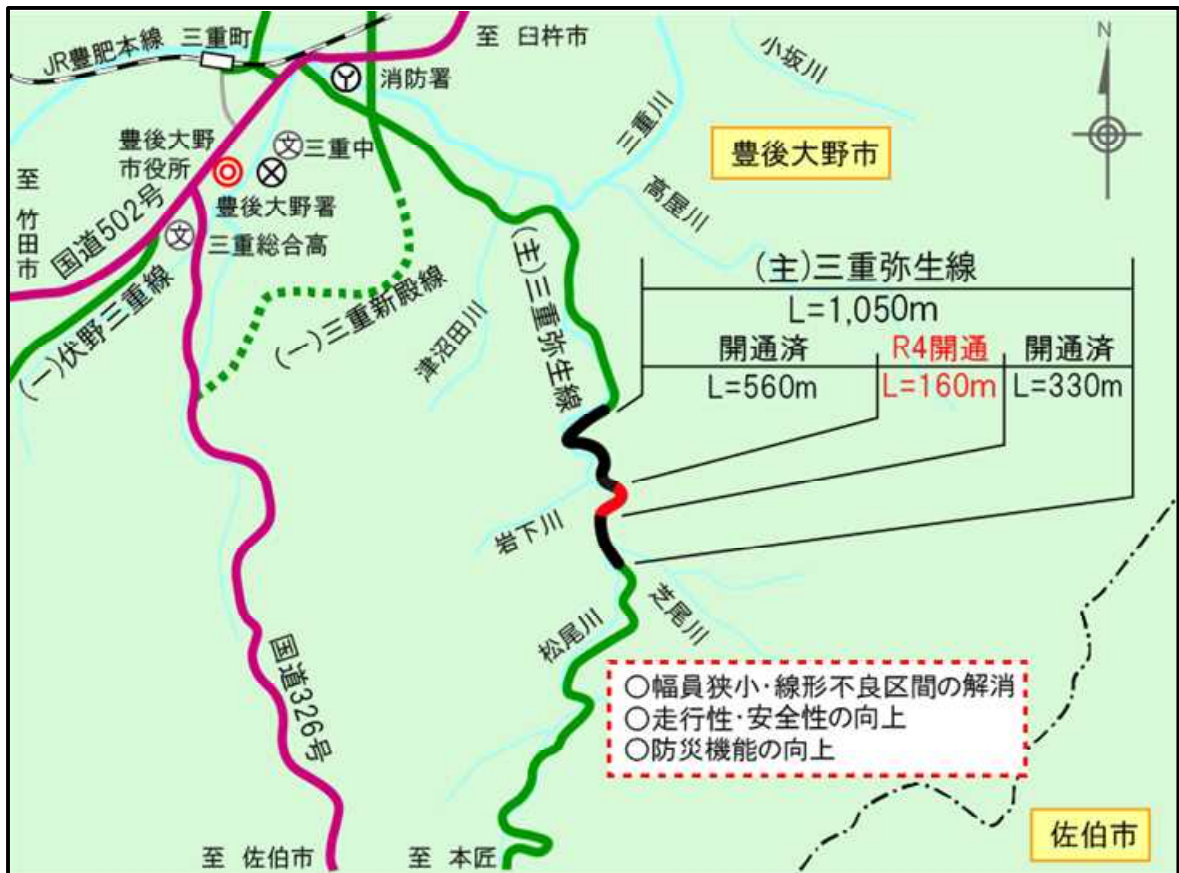 JR豊肥本線
三重町
至 臼杵市
小坂川
N
消防署
三重川
豊後大野
市役所
文
三重中
豊後大野市
至 竹田市
国道502号
豊後大野署
高屋川
文
三重総合高
(主)三重弥生線
(主)三重弥生線
L=1,050m
(一)伏野三重線
(一)三重新殿線
津沼田川
開通済
R4開通
開通済
L=560m
L=160m
L=330m
岩下川
芝尾川
松尾川
国道326号
○幅員狭小・線形不良区間の解消
○走行性・安全性の向上
○防災機能の向上
佐伯市
至 佐伯市
至 本匠